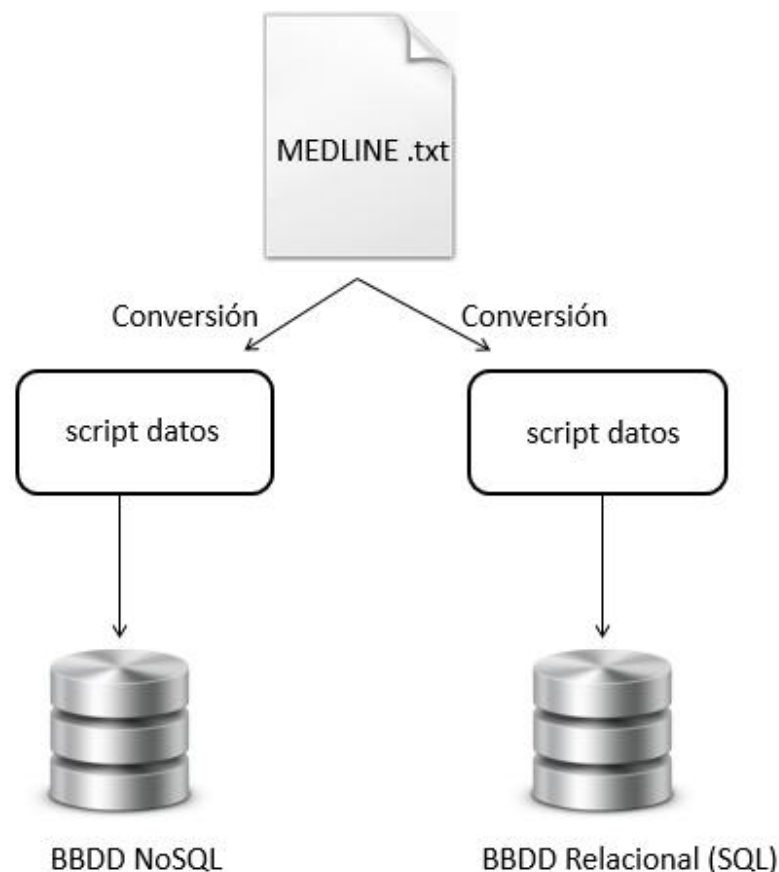 MEDLINE .txt
Conversión
Conversión
script datos
script datos
BBDD NoSQL
BBDD Relacional (SQL)